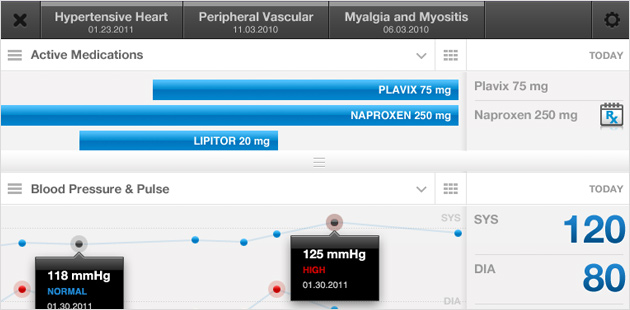 Hypertensive Heart
01.23.2011
Peripheral Vascular
11.03.2010
Myalgia and Myositis
06.03.2010
Active Medications
TODAY
PLAVIX 75 mg
NAPROXEN 250 mg
LIPITOR 20 mg
Plavix 75 mg
Naproxen 250 mg
Rx
Blood Pressure & Pulse
TODAY
SYS
118 mmHg
NORMAL
01.30.2011
125 mmHg
HIGH
01.30.2011
DIA
SYS
120
DIA
80